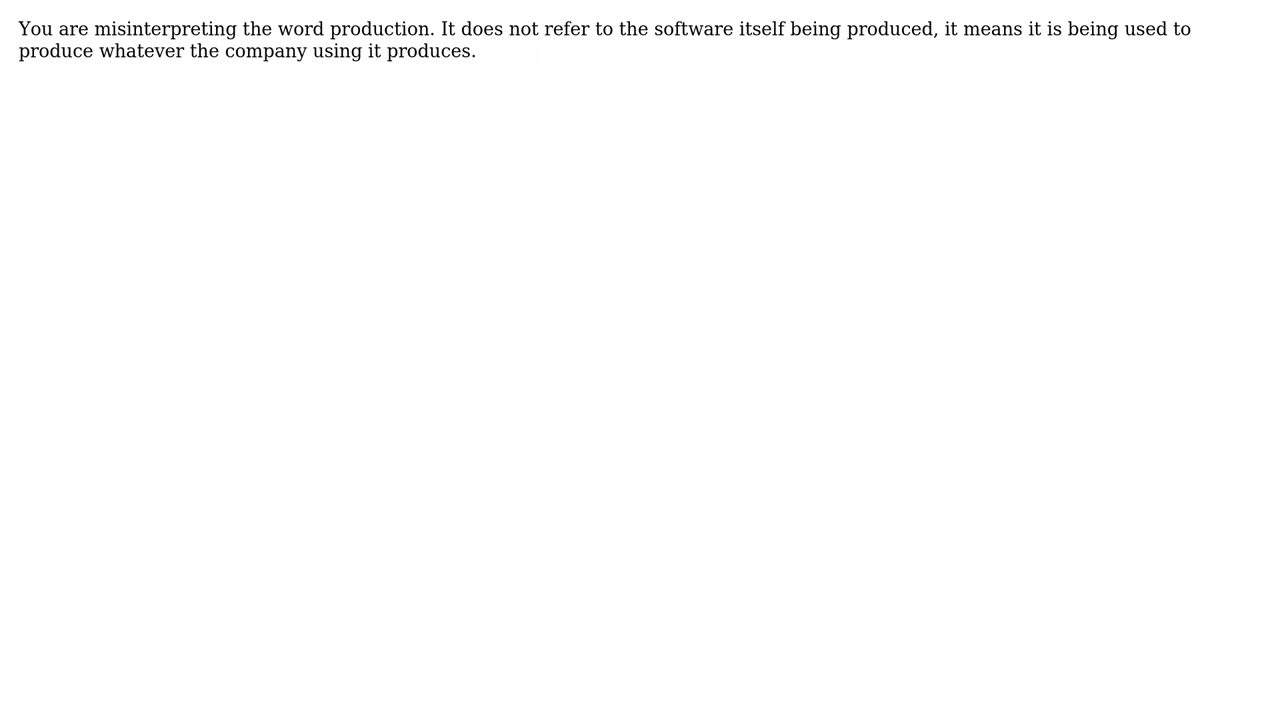 You are misinterpreting the word production. It does not refer to the software itself being produced, it means it is being used to
produce whatever the company using it produces.